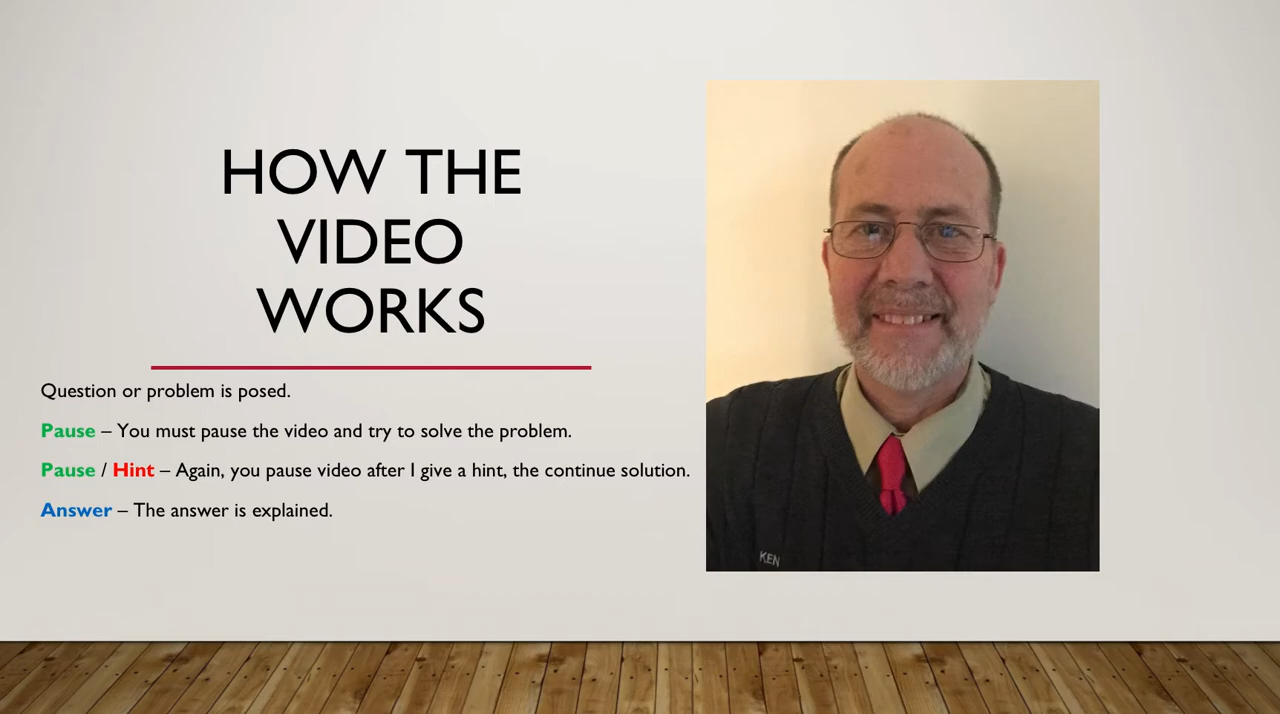 HOW THE
VIDEO
WORKS
Question or problem is posed.
Pause – You must pause the video and try to solve the problem.
Pause / Hint – Again, you pause video after I give a hint, the continue solution.
Answer – The answer is explained.
KEN